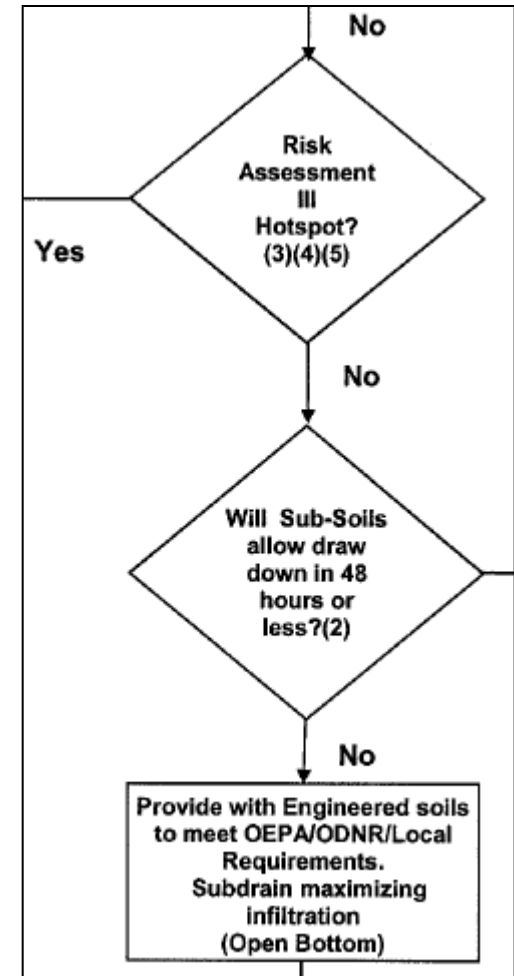 No
Risk
Assessment
III
Hotspot?
(3)(4)(5)
Yes
No
Will Sub-Soils
allow draw
down in 48
hours or
less?(2)
No
Provide with Engineered soils
to meet OEPA/ODNR/Local
Requirements.
Subdrain maximizing
infiltration
(Open Bottom)